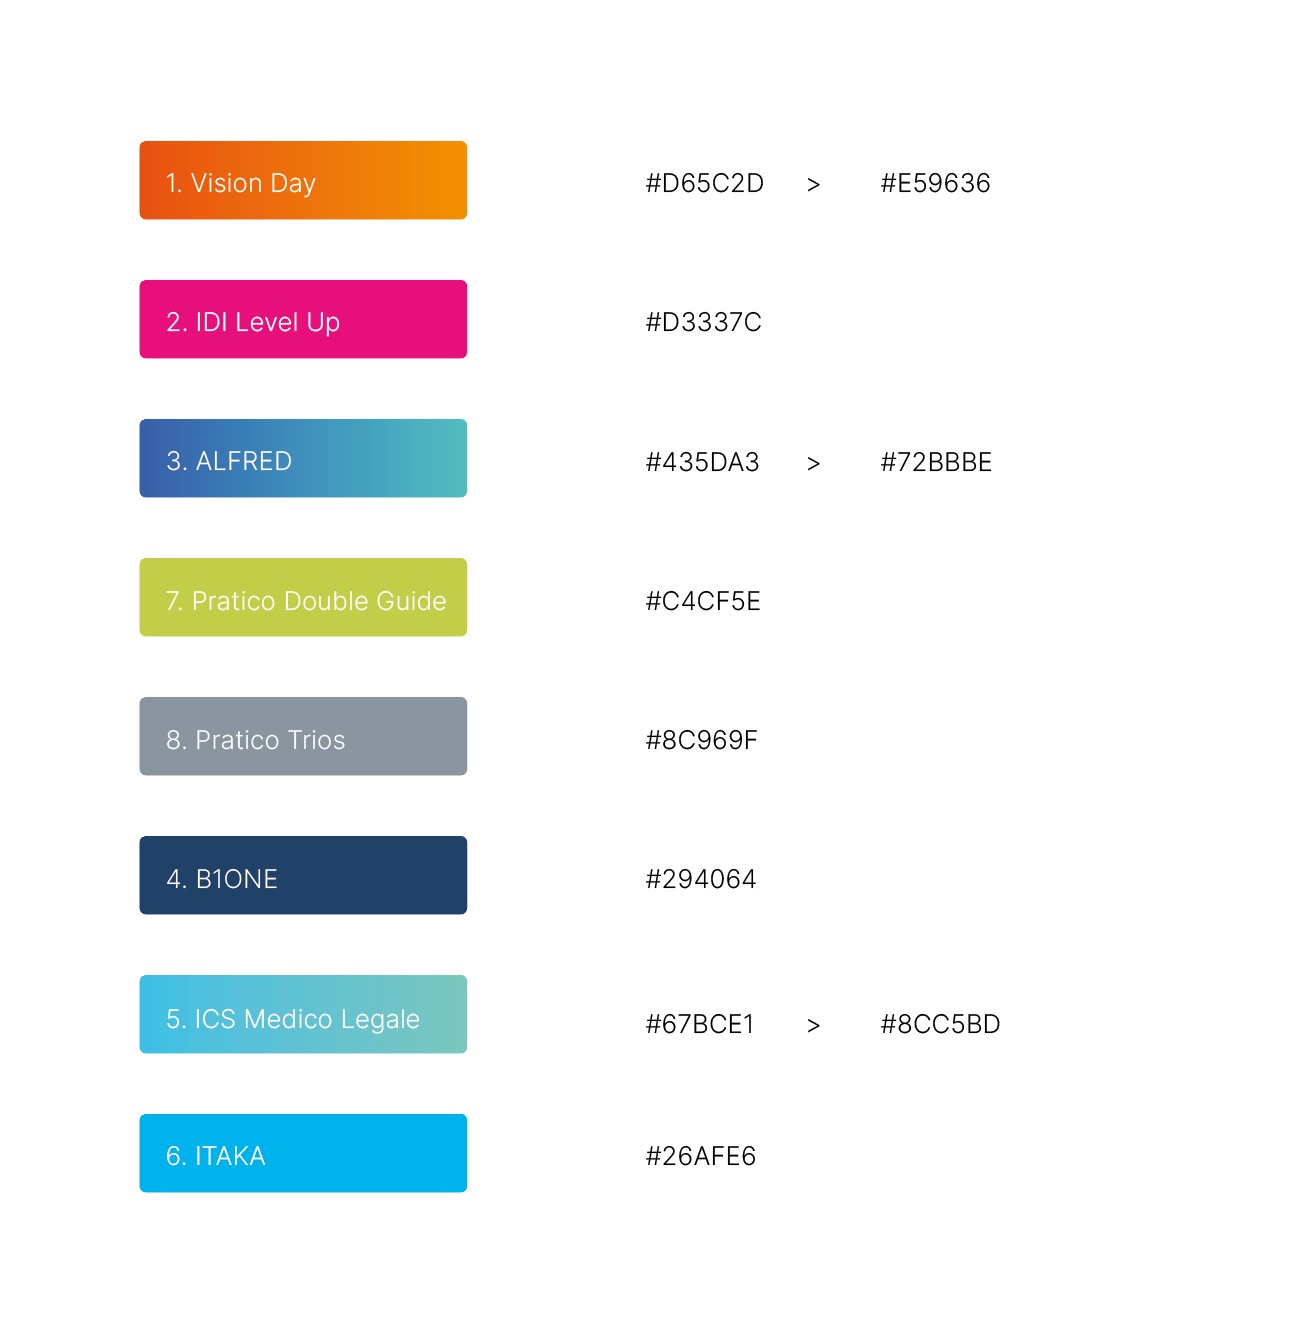 1. Vision Day #D65C2D > #E59636
2. IDI Level Up #D3337C
3. ALFRED #435DA3 > #72BBBE
7. Pratico Double Guide #C4CF5E
8. Pratico Trios #8C969F
4. B1ONE #294064
5. ICS Medico Legale #67BCE1 > #8CC5BD
6. ITAKA #26AFE6